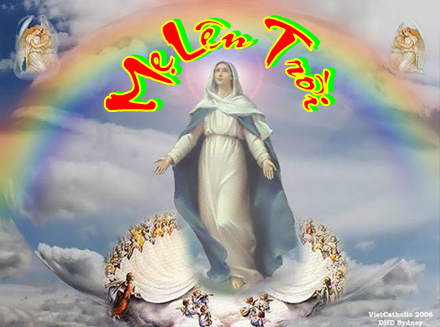 Mẹ Lên Trời
VietCatholic 2006
DHD Sydney